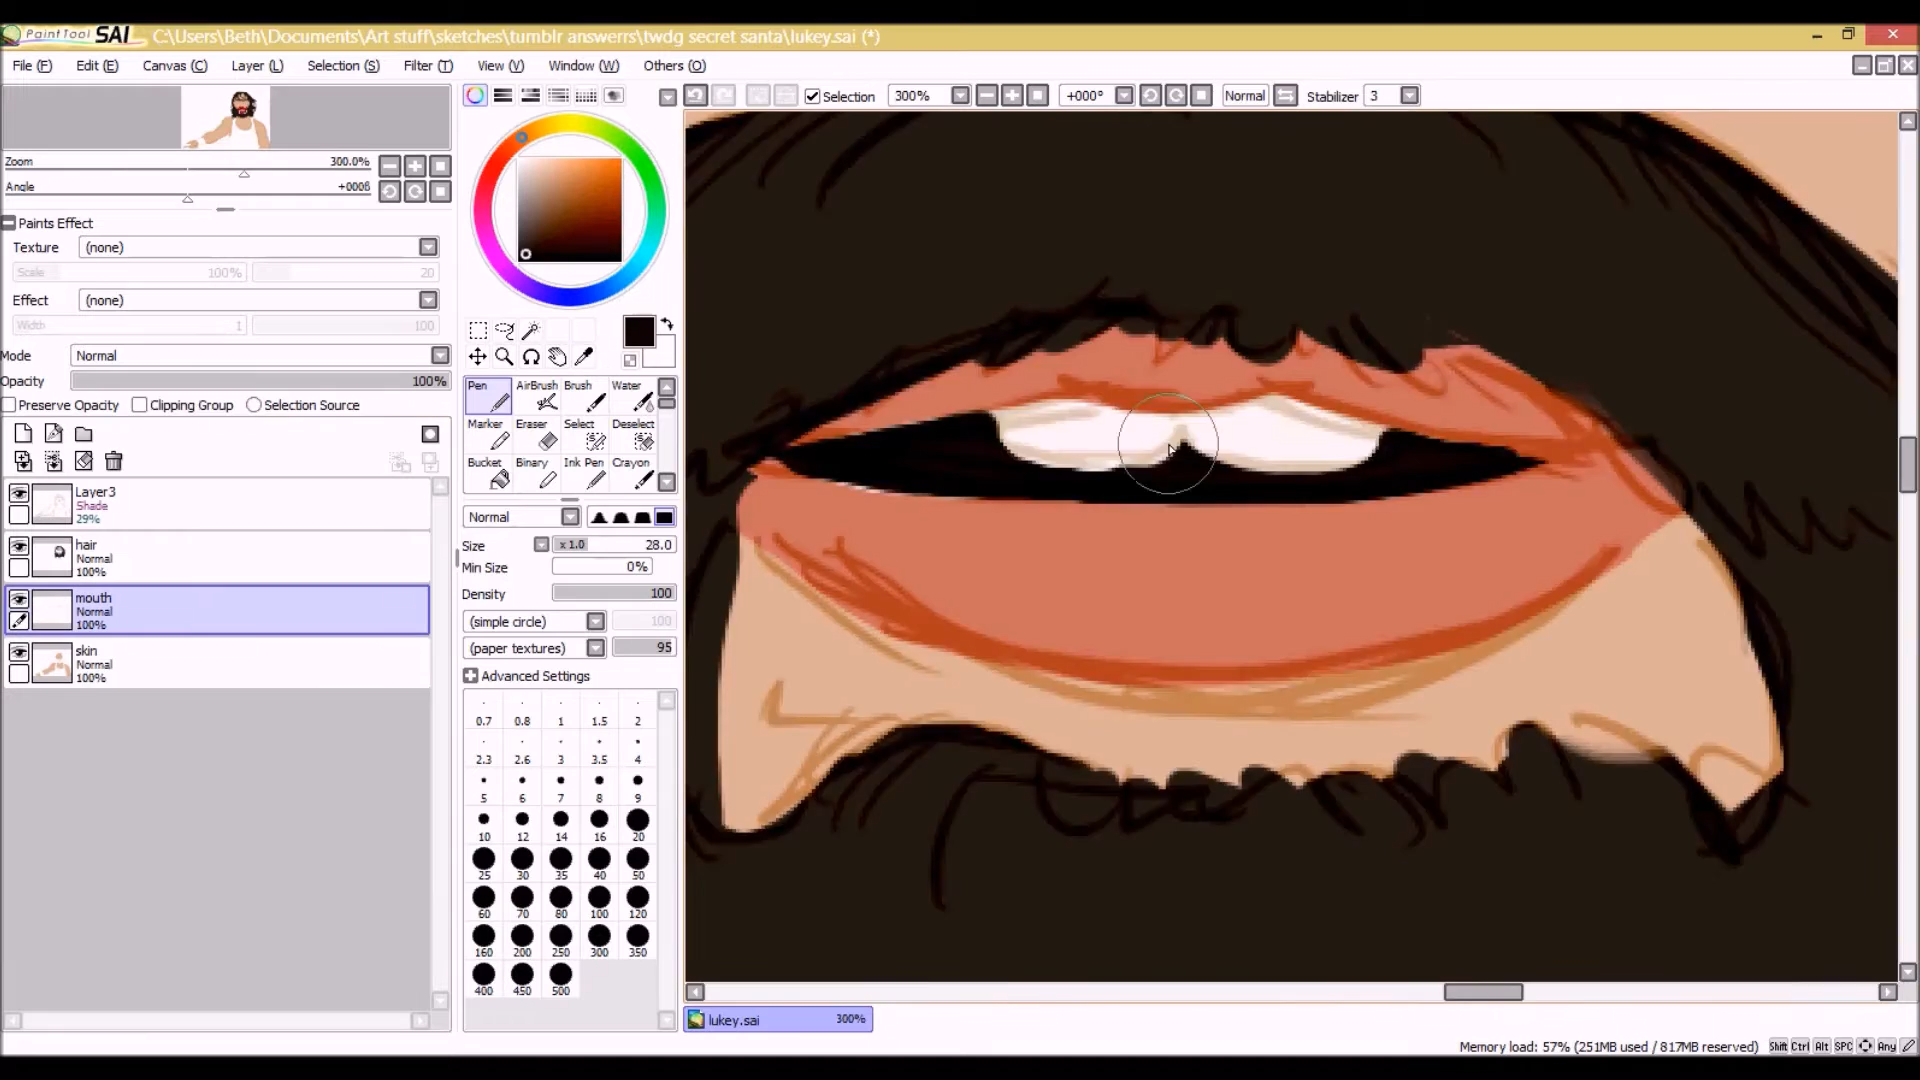 PaintTool SAI C:\Users\Beth\Documents\Art stuff\sketches\tumblr answerrs\twdg secret santa\lukey.sai (*)
File (F) Edit (E) Canvas (C) Layer (L) Selection (S) Filter (T) View (V) Window (W) Others (O)
Selection 300% +000° Normal Stabilizer 3
Zoom 300.0%
Angle +000ß
Paints Effect
Texture (none)
Scale 100% 20
Effect (none)
Width 1 100
Mode Normal
Opacity 100%
Preserve Opacity Clipping Group Selection Source
Layer3
Shade
29%
hair
Normal
100%
mouth
Normal
100%
skin
Normal
100%
Pen AirBrush Brush Water
Marker Eraser Select Deselect
Bucket Binary Ink Pen Crayon
Normal
Size x 1.0 28.0
Min Size 0%
Density 100
(simple circle) 100
(paper textures) 95
Advanced Settings
0.7 0.8 1 1.5 2
2.3 2.6 3 3.5 4
5 6 7 8 9
10 12 14 16 20
25 30 35 40 50
60 70 80 100 120
160 200 250 300 350
400 450 500
lukey.sai 300%
Memory load: 57% (251MB used / 817MB reserved) Shift Ctrl Alt SPC Any